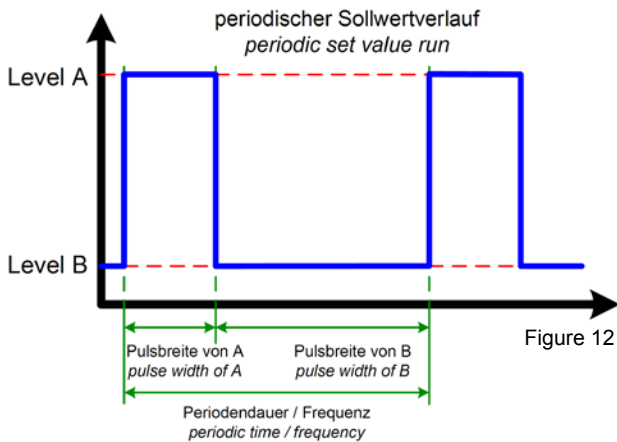 periodischer Sollwertverlauf
periodic set value run
Level A
Level B
Pulsbreite von A
pulse width of A
Pulsbreite von B
pulse width of B
Figure 12
Periodendauer / Frequenz
periodic time / frequency